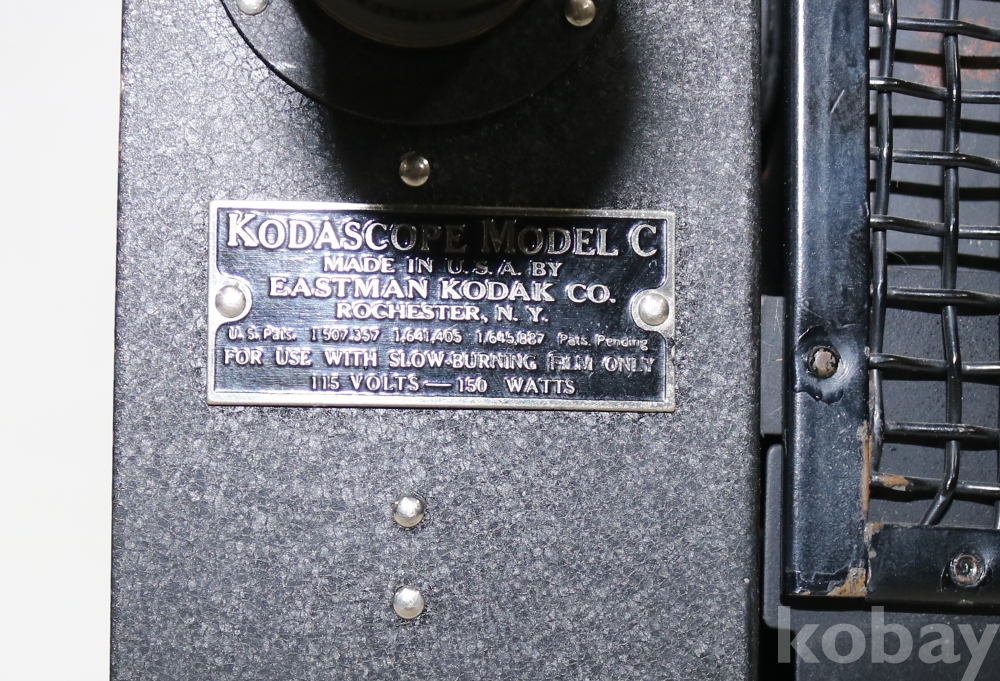 KODASCOPE MODEL C
MADE IN U.S.A. BY
EASTMAN KODAK CO.
ROCHESTER, N.Y.
U.S. Pats. 1,507,357 1,641,405 1,645,887 Pats. Pending
FOR USE WITH SLOW-BURNING FILM ONLY
115 VOLTS — 150 WATTS
kobay